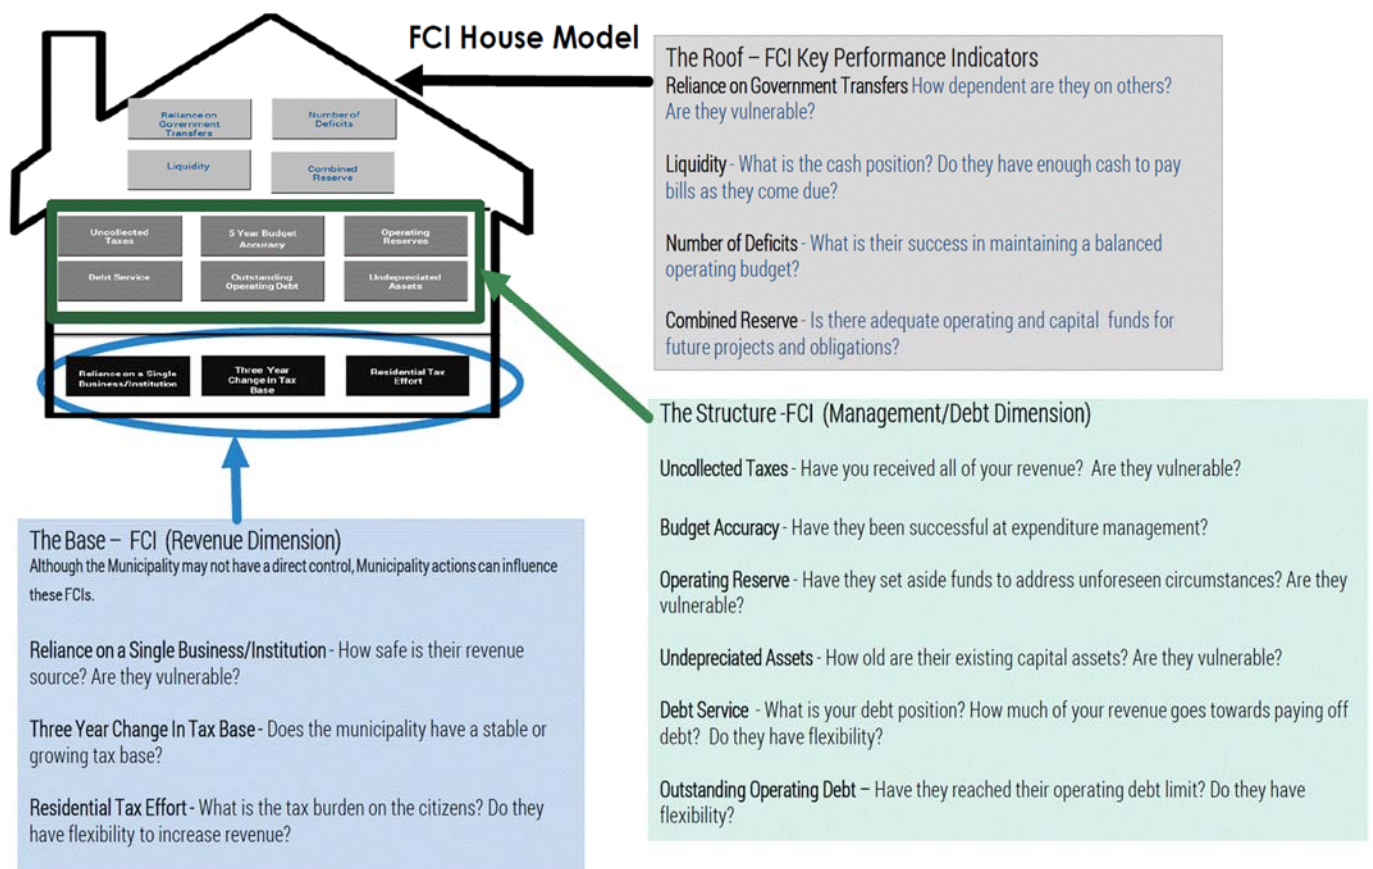 FCI House Model
Reliance on
Government
Transfers
Number of
Deficits
Liquidity
Combined
Reserve
Uncollected
Taxes
5 Year Budget
Accuracy
Operating
Reserves
Debt Service
Outstanding
Operating Debt
Undepreciated
Assets
Reliance on a Single
Business/Institution
Three Year
Change in Tax
Base
Residential Tax
Effort
The Roof – FCI Key Performance Indicators
Reliance on Government Transfers How dependent are they on others?
Are they vulnerable?
Liquidity - What is the cash position? Do they have enough cash to pay
bills as they come due?
Number of Deficits - What is their success in maintaining a balanced
operating budget?
Combined Reserve - Is there adequate operating and capital funds for
future projects and obligations?
The Structure -FCI (Management/Debt Dimension)
Uncollected Taxes - Have you received all of your revenue? Are they vulnerable?
Budget Accuracy - Have they been successful at expenditure management?
Operating Reserve - Have they set aside funds to address unforeseen circumstances? Are they
vulnerable?
Undepreciated Assets - How old are their existing capital assets? Are they vulnerable?
Debt Service - What is your debt position? How much of your revenue goes towards paying off
debt? Do they have flexibility?
Outstanding Operating Debt – Have they reached their operating debt limit? Do they have
flexibility?
The Base – FCI (Revenue Dimension)
Although the Municipality may not have a direct control, Municipality actions can influence
these FCIs.
Reliance on a Single Business/Institution - How safe is their revenue
source? Are they vulnerable?
Three Year Change In Tax Base - Does the municipality have a stable or
growing tax base?
Residential Tax Effort - What is the tax burden on the citizens? Do they
have flexibility to increase revenue?